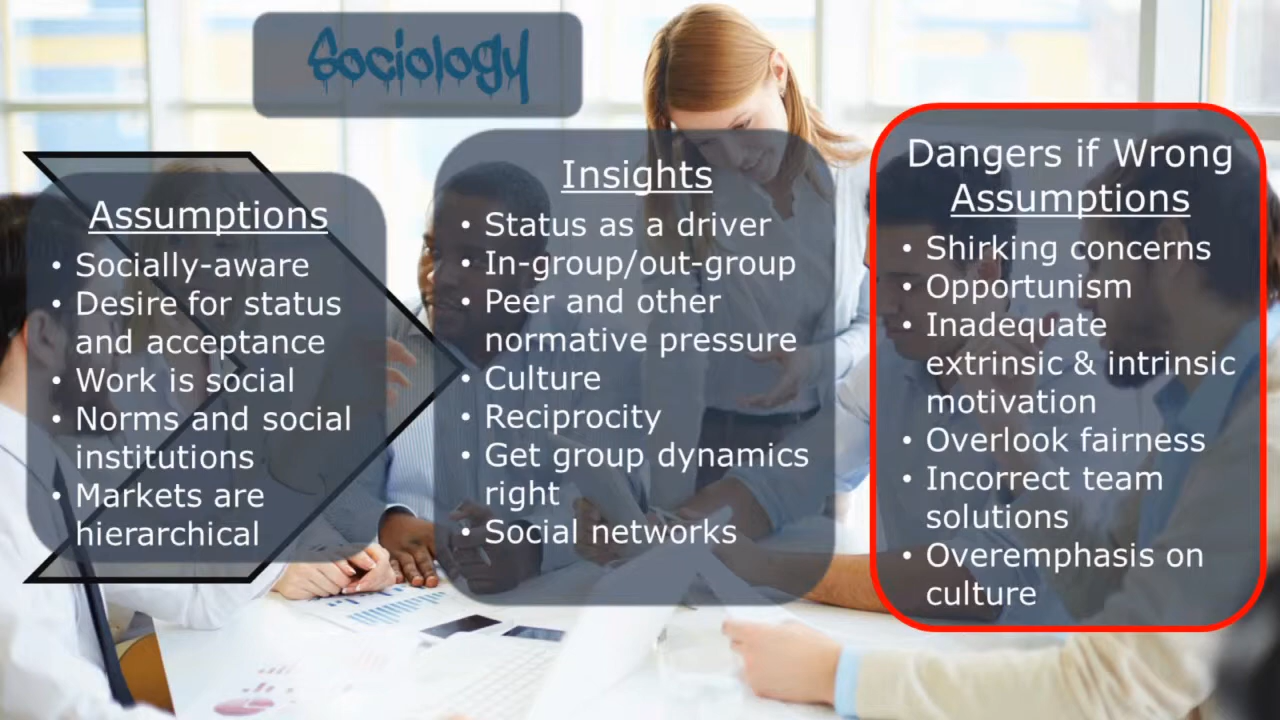 Sociology
Assumptions
• Socially-aware
• Desire for status
and acceptance
• Work is social
• Norms and social
institutions
• Markets are
hierarchical
Insights
• Status as a driver
• In-group/out-group
• Peer and other
normative pressure
• Culture
• Reciprocity
• Get group dynamics
right
• Social networks
Dangers if Wrong
Assumptions
• Shirking concerns
• Opportunism
• Inadequate
extrinsic & intrinsic
motivation
• Overlook fairness
• Incorrect team
solutions
• Overemphasis on
culture